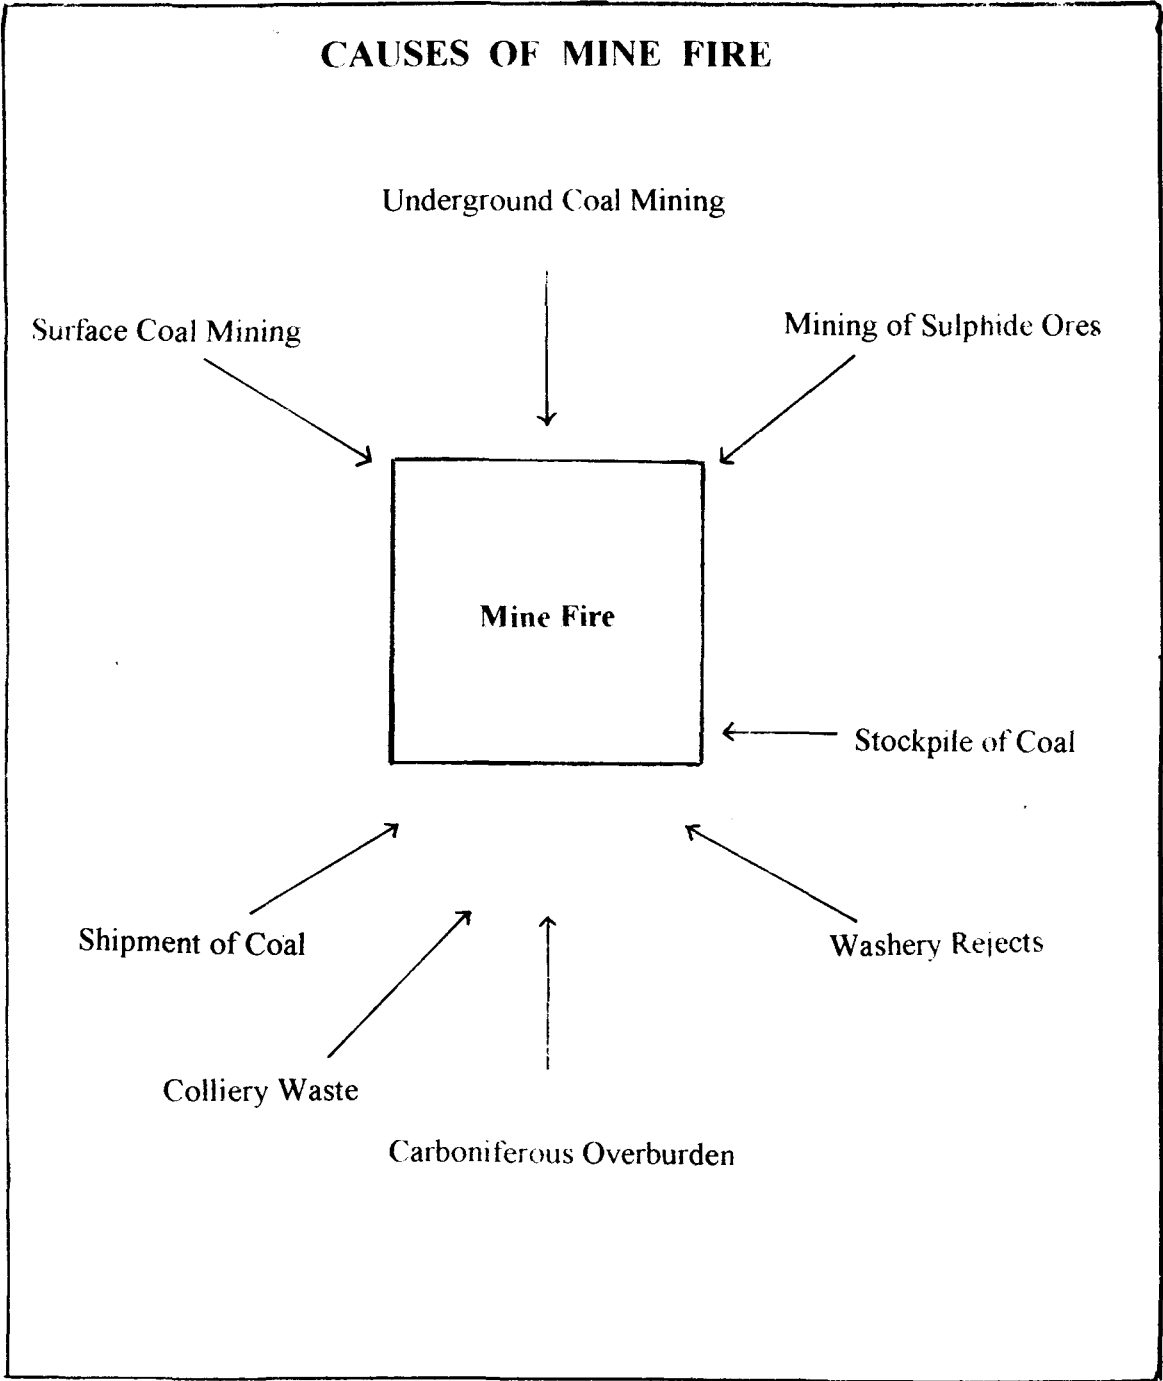 CAUSES OF MINE FIRE
Underground Coal Mining
Surface Coal Mining
Mining of Sulphide Ores
Mine Fire
Stockpile of Coal
Shipment of Coal
Washery Rejects
Colliery Waste
Carboniferous Overburden